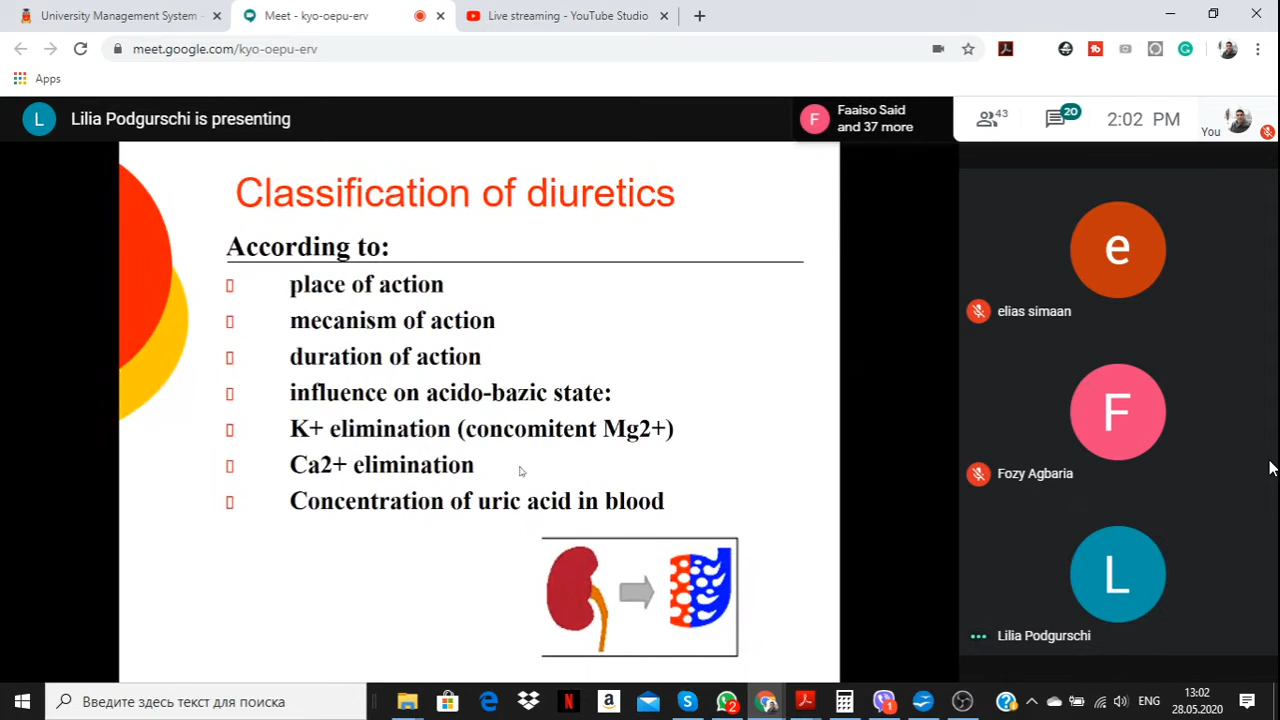 University Management System -
Meet - kyo-oepu-erv
Live streaming - YouTube Studio
meet.google.com/kyo-oepu-erv
Apps
L
Lilia Podgurschi is presenting
F
Faaiso Said
and 37 more
43
20
2:02 PM
You
Classification of diuretics
According to:
place of action
mecanism of action
duration of action
influence on acido-bazic state:
K+ elimination (concomitent Mg2+)
Ca2+ elimination
Concentration of uric acid in blood
e
elias simaan
F
Fozy Agbaria
L
Lilia Podgurschi
Введите здесь текст для поиска
2
1
ENG
13:02
28.05.2020